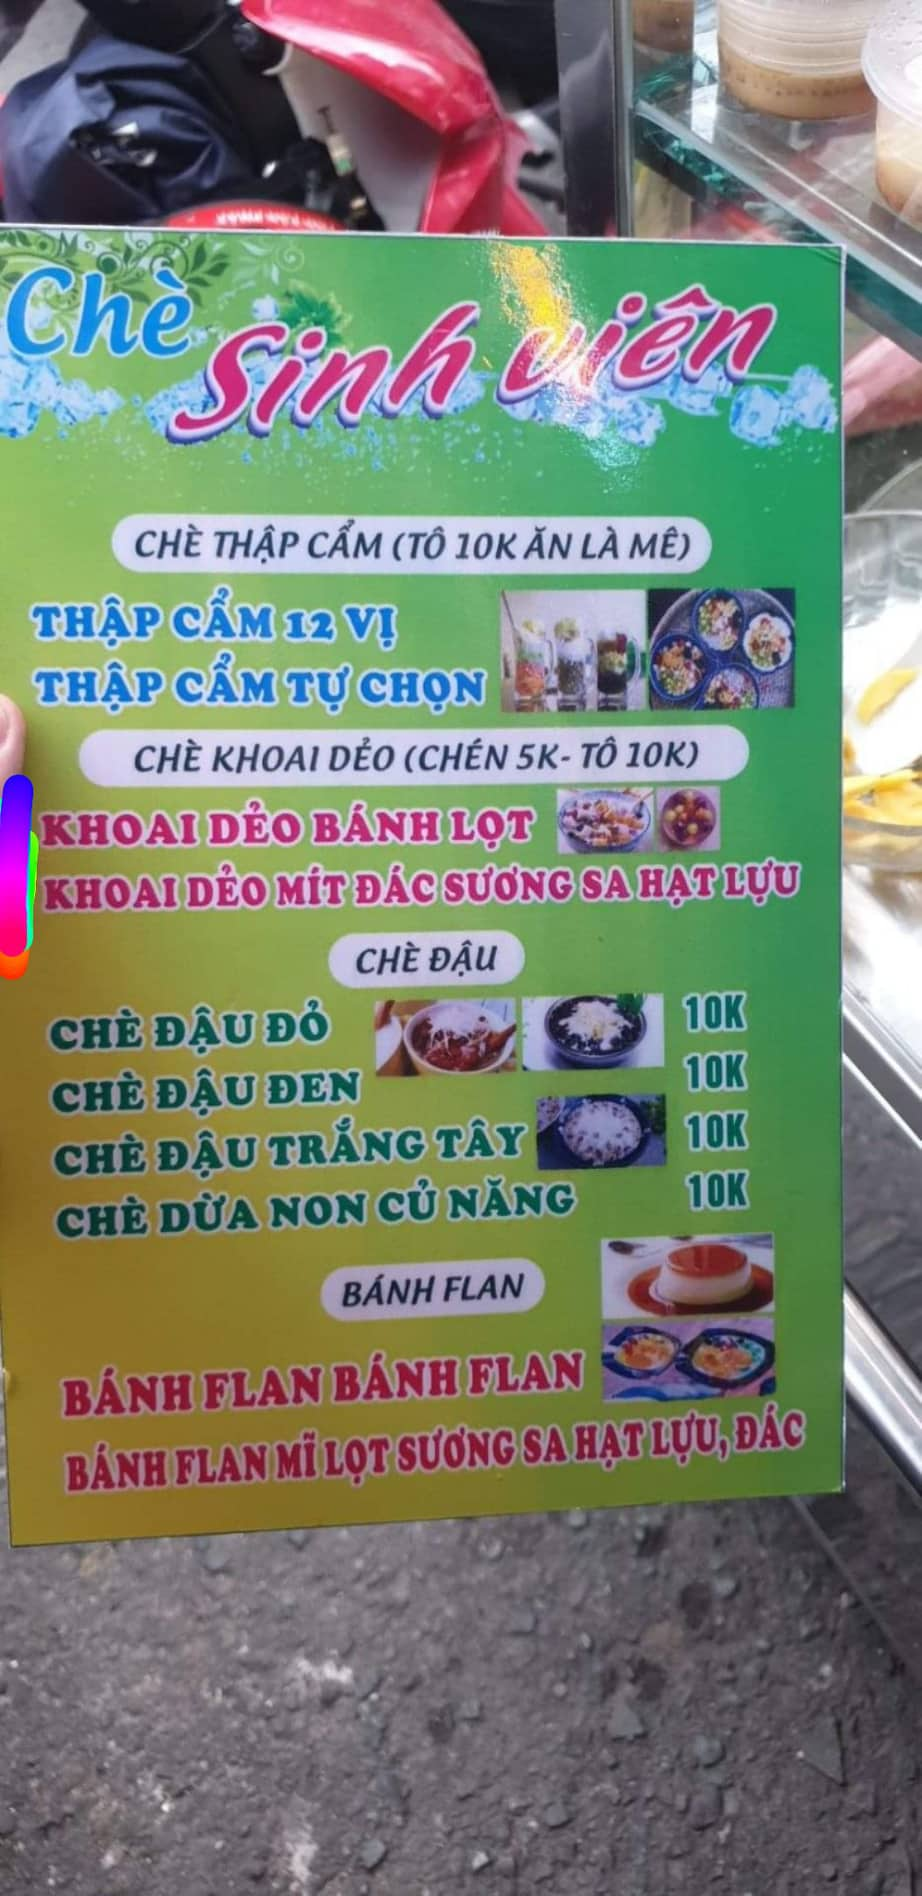 Chè
Sinh viên
CHÈ THẬP CẨM (TÔ 10K ĂN LÀ MÊ)
THẬP CẨM 12 VỊ
THẬP CẨM TỰ CHỌN
CHÈ KHOAI DẺO (CHÉN 5K- TÔ 10K)
KHOAI DẺO BÁNH LỌT
KHOAI DẺO MÍT ĐÁC SƯƠNG SA HẠT LỰU
CHÈ ĐẬU
CHÈ ĐẬU ĐỎ 10K
CHÈ ĐẬU ĐEN 10K
CHÈ ĐẬU TRẮNG TÂY 10K
CHÈ DỪA NON CỦ NĂNG 10K
BÁNH FLAN
BÁNH FLAN BÁNH FLAN
BÁNH FLAN MĨ LỌT SƯƠNG SA HẠT LỰU, ĐÁC